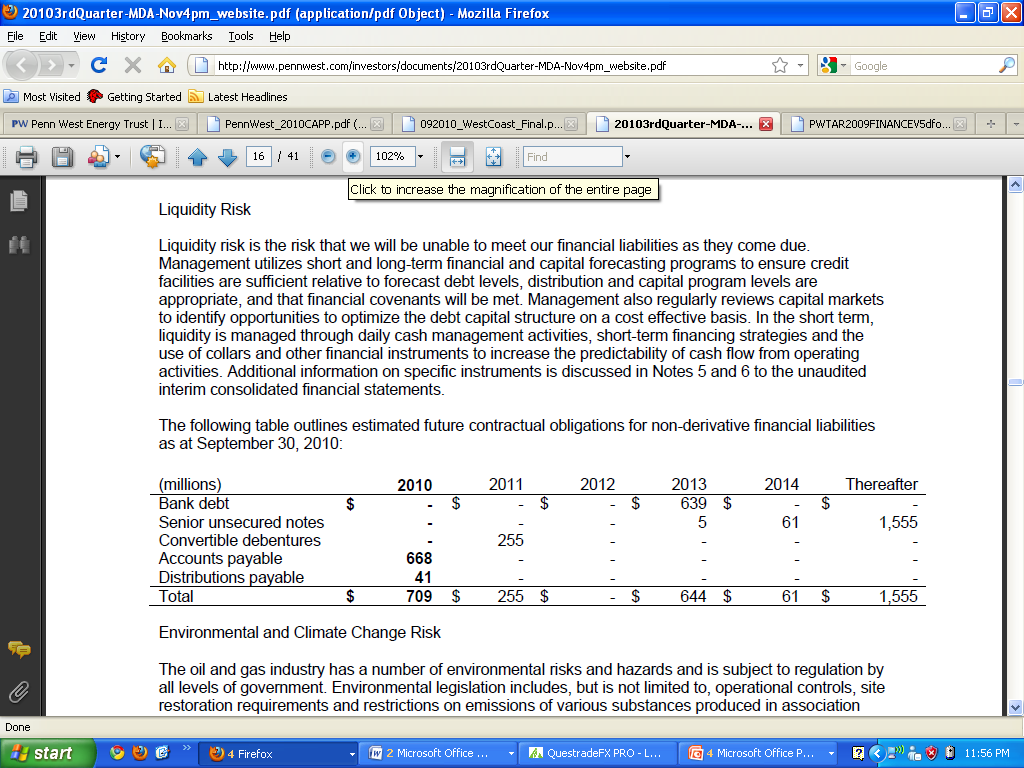 20103rdQuarter-MDA-Nov4pm_website.pdf (application/pdf Object) - Mozilla Firefox
File Edit View History Bookmarks Tools Help
http://www.pennwest.com/investors/documents/20103rdQuarter-MDA-Nov4pm_website.pdf Google
Most Visited Getting Started Latest Headlines
PW Penn West Energy Trust | I... PennWest_2010CAPP.pdf (... 092010_WestCoast_Final.p... 20103rdQuarter-MDA-... PWTAR2009FINANCEV5dfo...
16 / 41 102% Find
Click to increase the magnification of the entire page
Liquidity Risk
Liquidity risk is the risk that we will be unable to meet our financial liabilities as they come due.
Management utilizes short and long-term financial and capital forecasting programs to ensure credit
facilities are sufficient relative to forecast debt levels, distribution and capital program levels are
appropriate, and that financial covenants will be met. Management also regularly reviews capital markets
to identify opportunities to optimize the debt capital structure on a cost effective basis. In the short term,
liquidity is managed through daily cash management activities, short-term financing strategies and the
use of collars and other financial instruments to increase the predictability of cash flow from operating
activities. Additional information on specific instruments is discussed in Notes 5 and 6 to the unaudited
interim consolidated financial statements.
The following table outlines estimated future contractual obligations for non-derivative financial liabilities
as at September 30, 2010:
(millions) 2010 2011 2012 2013 2014 Thereafter
Bank debt $ - $ - $ - $ 639 $ - $ -
Senior unsecured notes - - - 5 61 1,555
Convertible debentures - 255 - - - -
Accounts payable 668 - - - - -
Distributions payable 41 - - - - -
Total $ 709 $ 255 $ - $ 644 $ 61 $ 1,555
Environmental and Climate Change Risk
The oil and gas industry has a number of environmental risks and hazards and is subject to regulation by
all levels of government. Environmental legislation includes, but is not limited to, operational controls, site
restoration requirements and restrictions on emissions of various substances produced in association
Done
start 4 Firefox 2 Microsoft Office ... QuestradeFX PRO - L... 4 Microsoft Office P... 11:56 PM